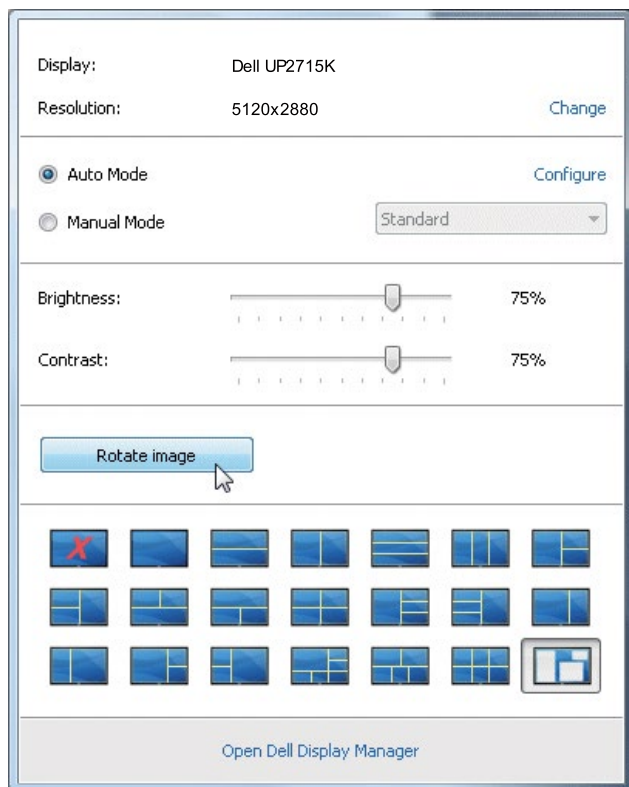 Display: Dell UP2715K
Resolution: 5120x2880 Change
Auto Mode Configure
Manual Mode Standard
Brightness: 75%
Contrast: 75%
Rotate image
Open Dell Display Manager